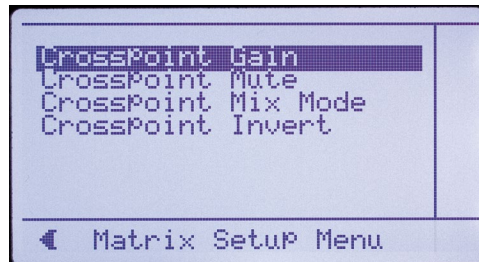 CrossPoint Gain
CrossPoint Mute
CrossPoint Mix Mode
CrossPoint Invert
Matrix Setup Menu